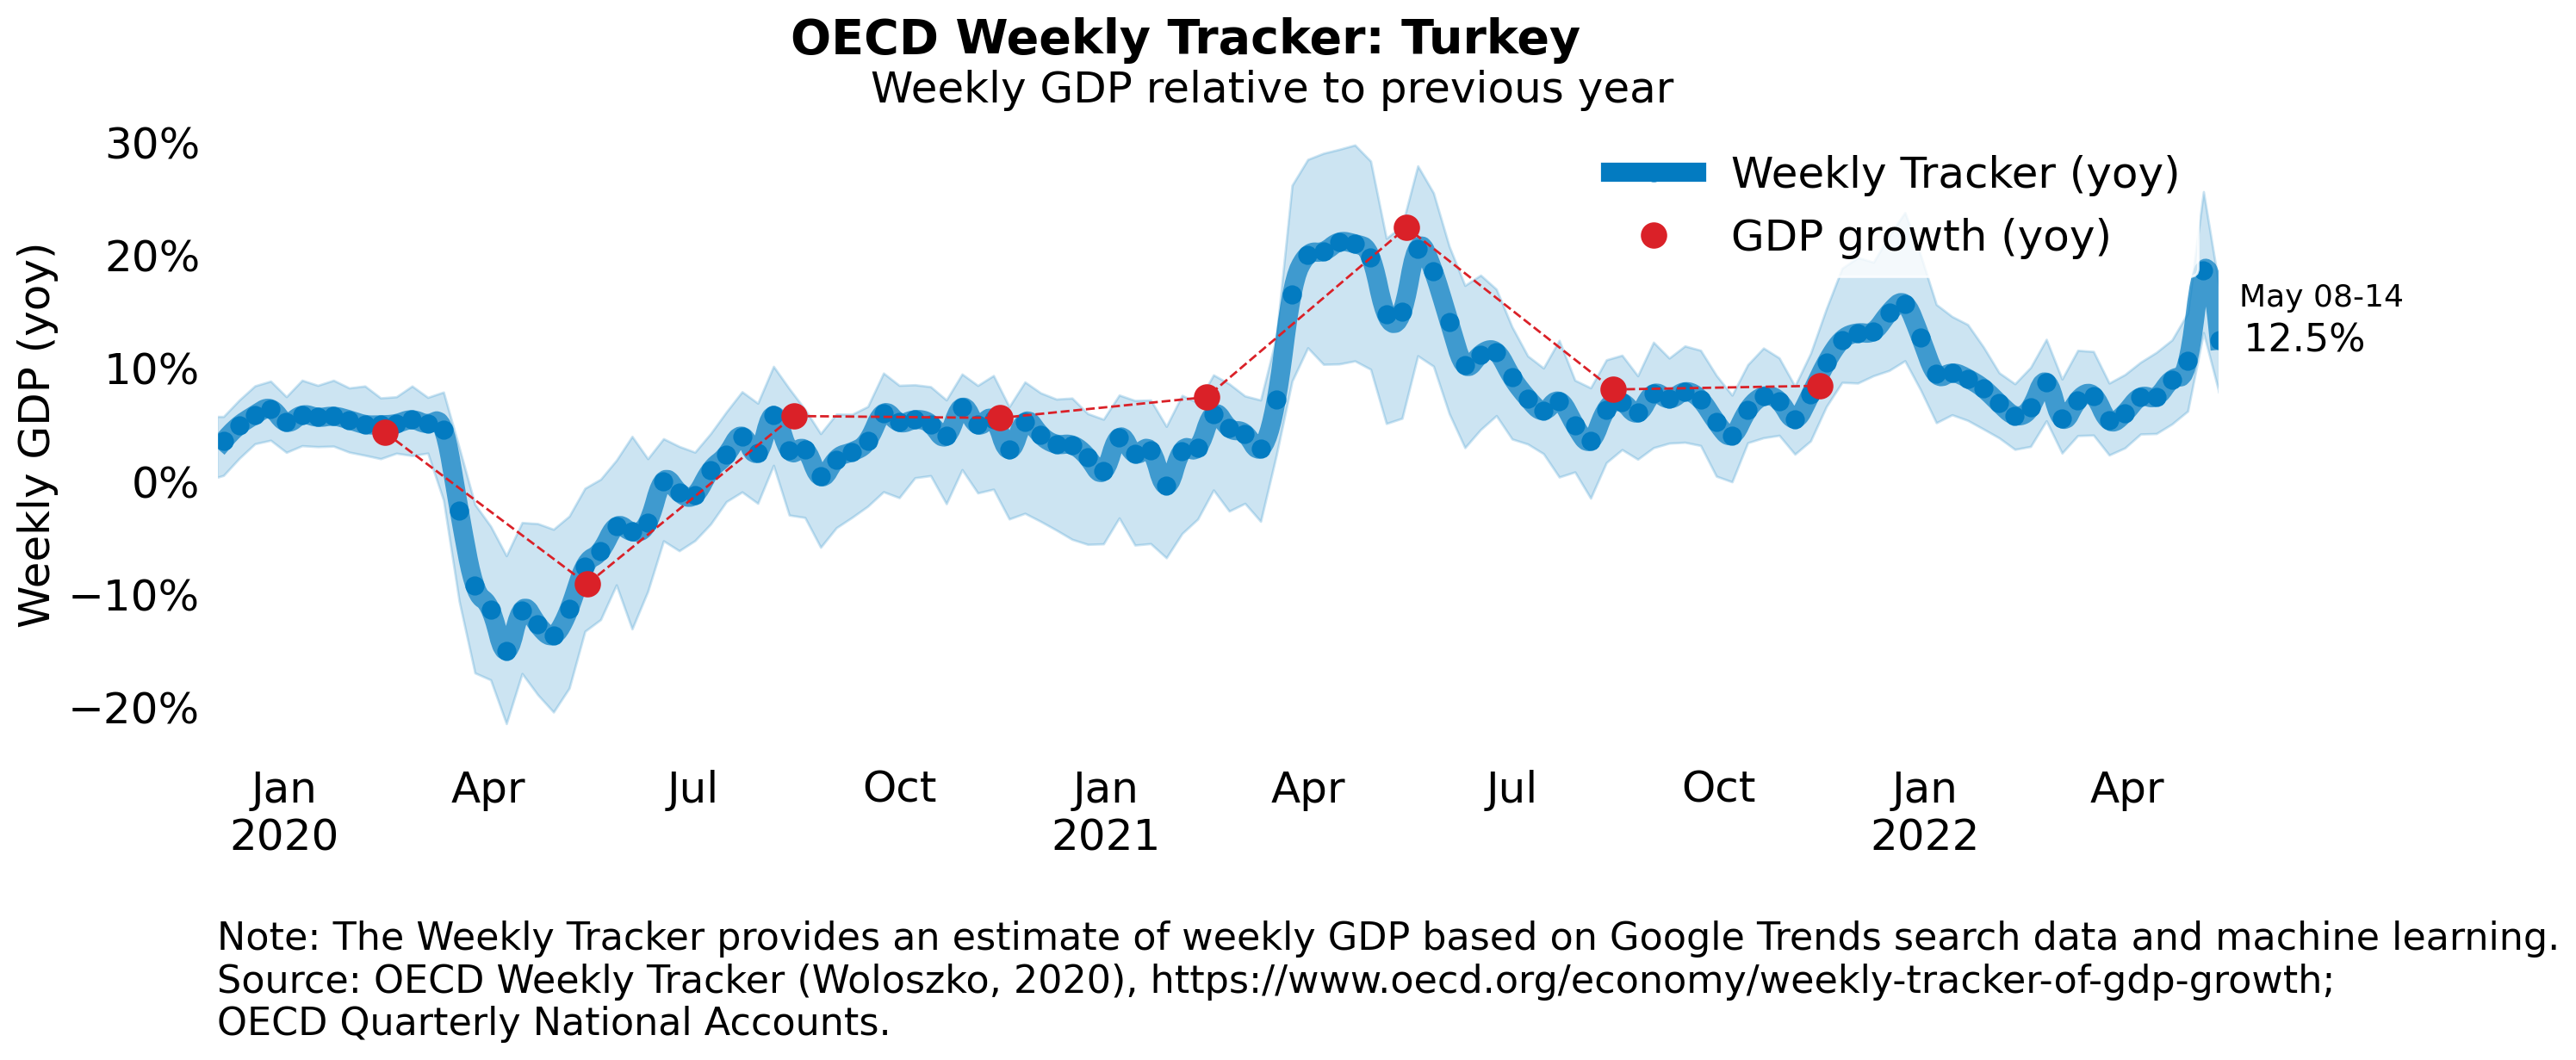 OECD Weekly Tracker: Turkey
Weekly GDP relative to previous year
Weekly GDP (yoy)
30%
20%
10%
0%
−10%
−20%
Weekly Tracker (yoy)
GDP growth (yoy)
May 08-14
12.5%
Jan Apr Jul Oct Jan Apr Jul Oct Jan Apr
2020 2021 2022
Note: The Weekly Tracker provides an estimate of weekly GDP based on Google Trends search data and machine learning.
Source: OECD Weekly Tracker (Woloszko, 2020), https://www.oecd.org/economy/weekly-tracker-of-gdp-growth;
OECD Quarterly National Accounts.